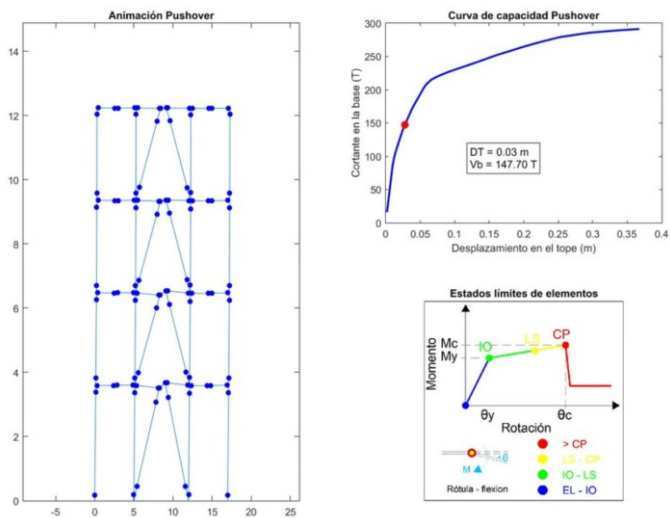 Animación Pushover
14
12
10
8
6
4
2
0
-5
0
5
10
15
20
25
Curva de capacidad Pushover
Cortante en la base (T)
300
250
200
150
100
50
0
DT = 0.03 m
Vb = 147.70 T
0
0.05
0.1
0.15
0.2
0.25
0.3
0.35
0.4
Desplazamiento en el tope (m)
Estados límites de elementos
Momento
Mc
My
IO
LS
CP
θy
θc
Rotación
M
θ
Rótula - flexion
> CP
LS - CP
IO - LS
EL - IO